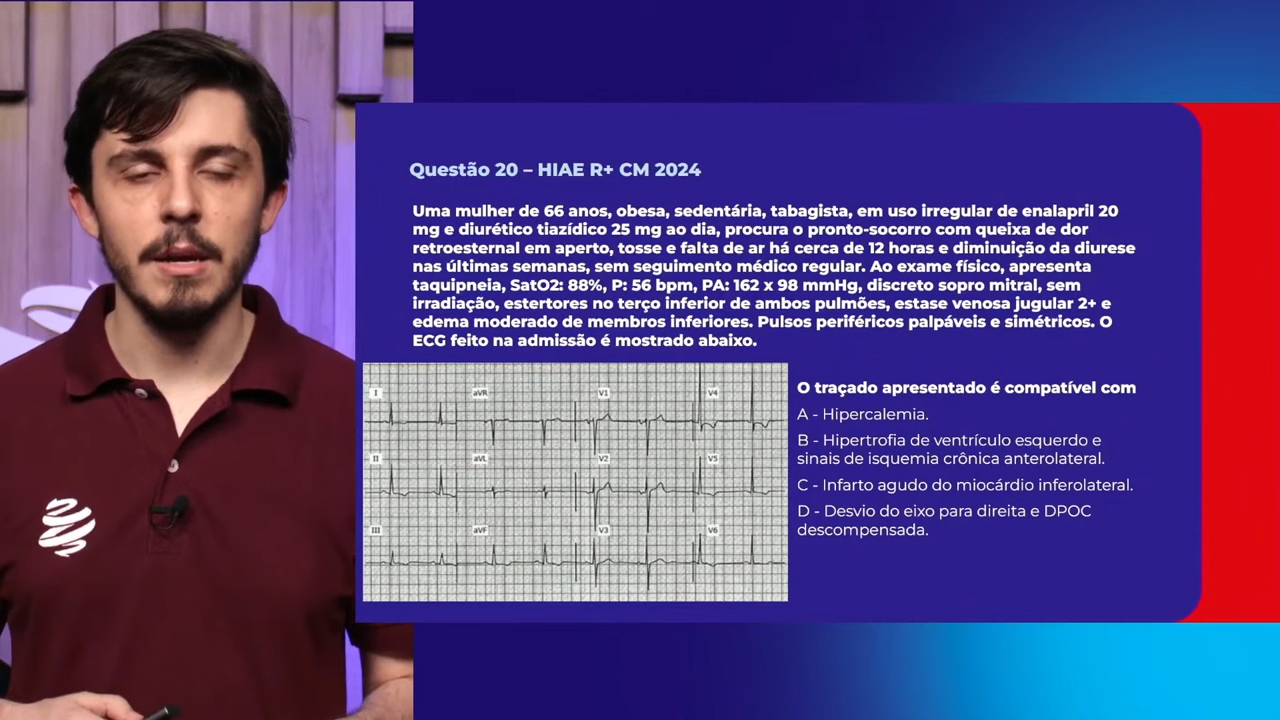 Questão 20 – HIAE R+ CM 2024
Uma mulher de 66 anos, obesa, sedentária, tabagista, em uso irregular de enalapril 20
mg e diurético tiazídico 25 mg ao dia, procura o pronto-socorro com queixa de dor
retroesternal em aperto, tosse e falta de ar há cerca de 12 horas e diminuição da diurese
nas últimas semanas, sem seguimento médico regular. Ao exame físico, apresenta
taquipneia, SatO2: 88%, P: 56 bpm, PA: 162 x 98 mmHg, discreto sopro mitral, sem
irradiação, estertores no terço inferior de ambos pulmões, estase venosa jugular 2+ e
edema moderado de membros inferiores. Pulsos periféricos palpáveis e simétricos. O
ECG feito na admissão é mostrado abaixo.
I aVR V1 V4
II aVL V2 V5
III aVF V3 V6
O traçado apresentado é compatível com
A - Hipercalemia.
B - Hipertrofia de ventrículo esquerdo e
sinais de isquemia crônica anterolateral.
C - Infarto agudo do miocárdio inferolateral.
D - Desvio do eixo para direita e DPOC
descompensada.